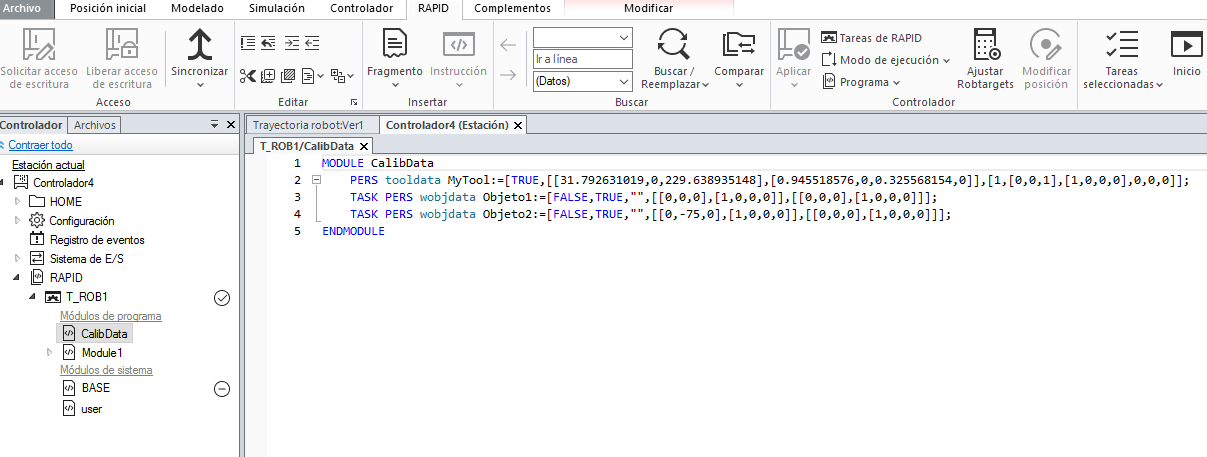 Archivo Posición inicial Modelado Simulación Controlador RAPID Complementos Modificar
Solicitar acceso de escritura
Liberar acceso de escritura
Acceso
Sincronizar
Editar
Fragmento
Instrucción
Insertar
Ir a línea
(Datos)
Buscar / Reemplazar
Comparar
Buscar
Aplicar
Tareas de RAPID
Modo de ejecución
Programa
Ajustar Robtargets
Modificar posición
Controlador
Tareas seleccionadas
Inicio
Controlador Archivos
Contraer todo
Estación actual
Controlador4
HOME
Configuración
Registro de eventos
Sistema de E/S
RAPID
T_ROB1
Módulos de programa
CalibData
Module1
Módulos de sistema
BASE
user
Trayectoria robot:Ver1 Controlador4 (Estación)
T_ROB1/CalibData
1 MODULE CalibData
2 PERS tooldata MyTool:=[TRUE,[[31.792631019,0,229.638935148],[0.945518576,0,0.325568154,0]],[1,[0,0,1],[1,0,0,0],0,0,0]];
3 TASK PERS wobjdata Objeto1:=[FALSE,TRUE,"",[[0,0,0],[1,0,0,0]],[[0,0,0],[1,0,0,0]]];
4 TASK PERS wobjdata Objeto2:=[FALSE,TRUE,"",[[0,-75,0],[1,0,0,0]],[[0,0,0],[1,0,0,0]]];
5 ENDMODULE